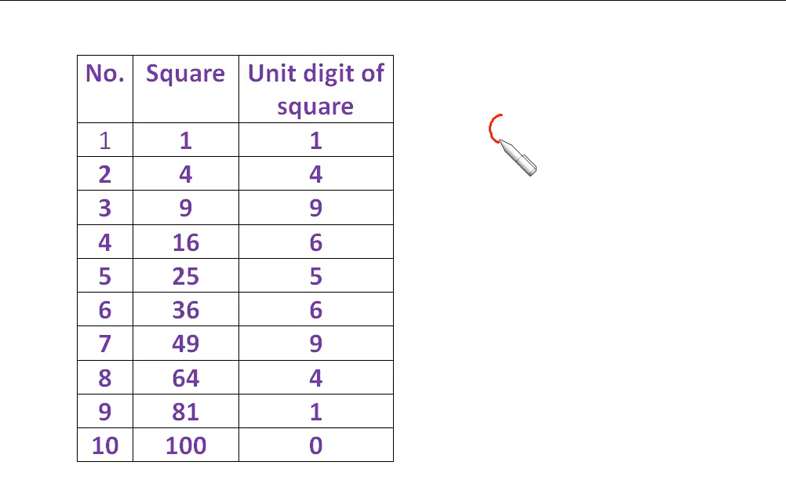 No. Square Unit digit of
square
1 1 1
2 4 4
3 9 9
4 16 6
5 25 5
6 36 6
7 49 9
8 64 4
9 81 1
10 100 0